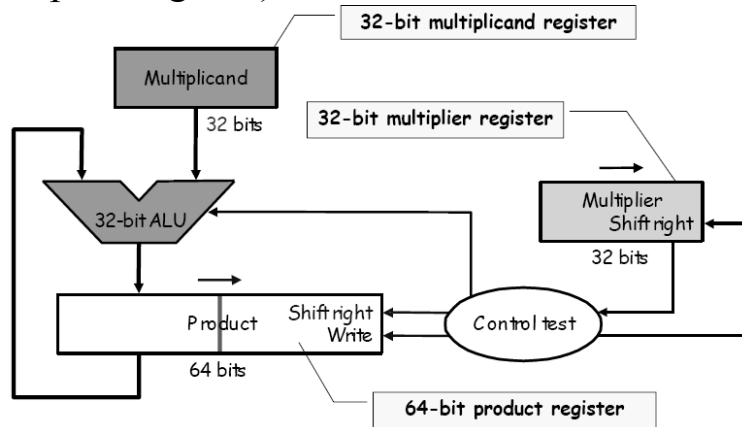 32-bit multiplicand register
Multiplicand
32 bits
32-bit multiplier register
Multiplier
Shift right
32-bit ALU
32 bits
Product
Shift right
Write
Control test
64 bits
64-bit product register